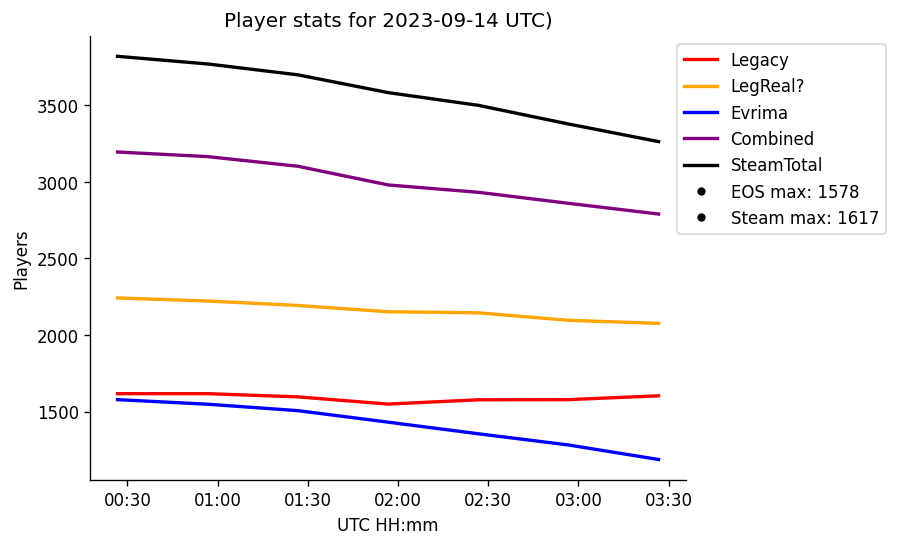 Player stats for 2023-09-14 UTC)
Legacy
LegReal?
Evrima
Combined
SteamTotal
EOS max: 1578
Steam max: 1617
Players
3500
3000
2500
2000
1500
00:30 01:00 01:30 02:00 02:30 03:00 03:30
UTC HH:mm